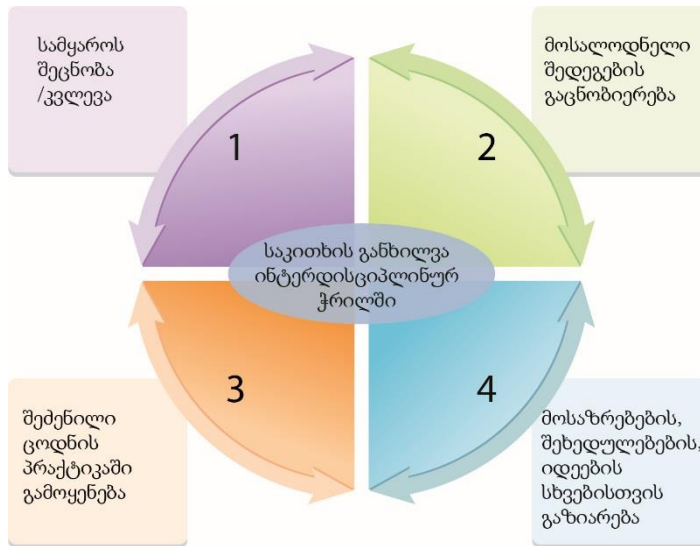 სამყაროს
შეცნობა
/კვლევა
1
2
მოსალოდნელი
შედეგების
გაცნობიერება
საკითხის განხილვა
ინტერდისციპლინურ
ჭრილში
3
შეძენილი
ცოდნის
პრაქტიკაში
გამოყენება
4
მოსაზრებების,
შეხედულებების,
იდეების
სხვებისთვის
გაზიარება